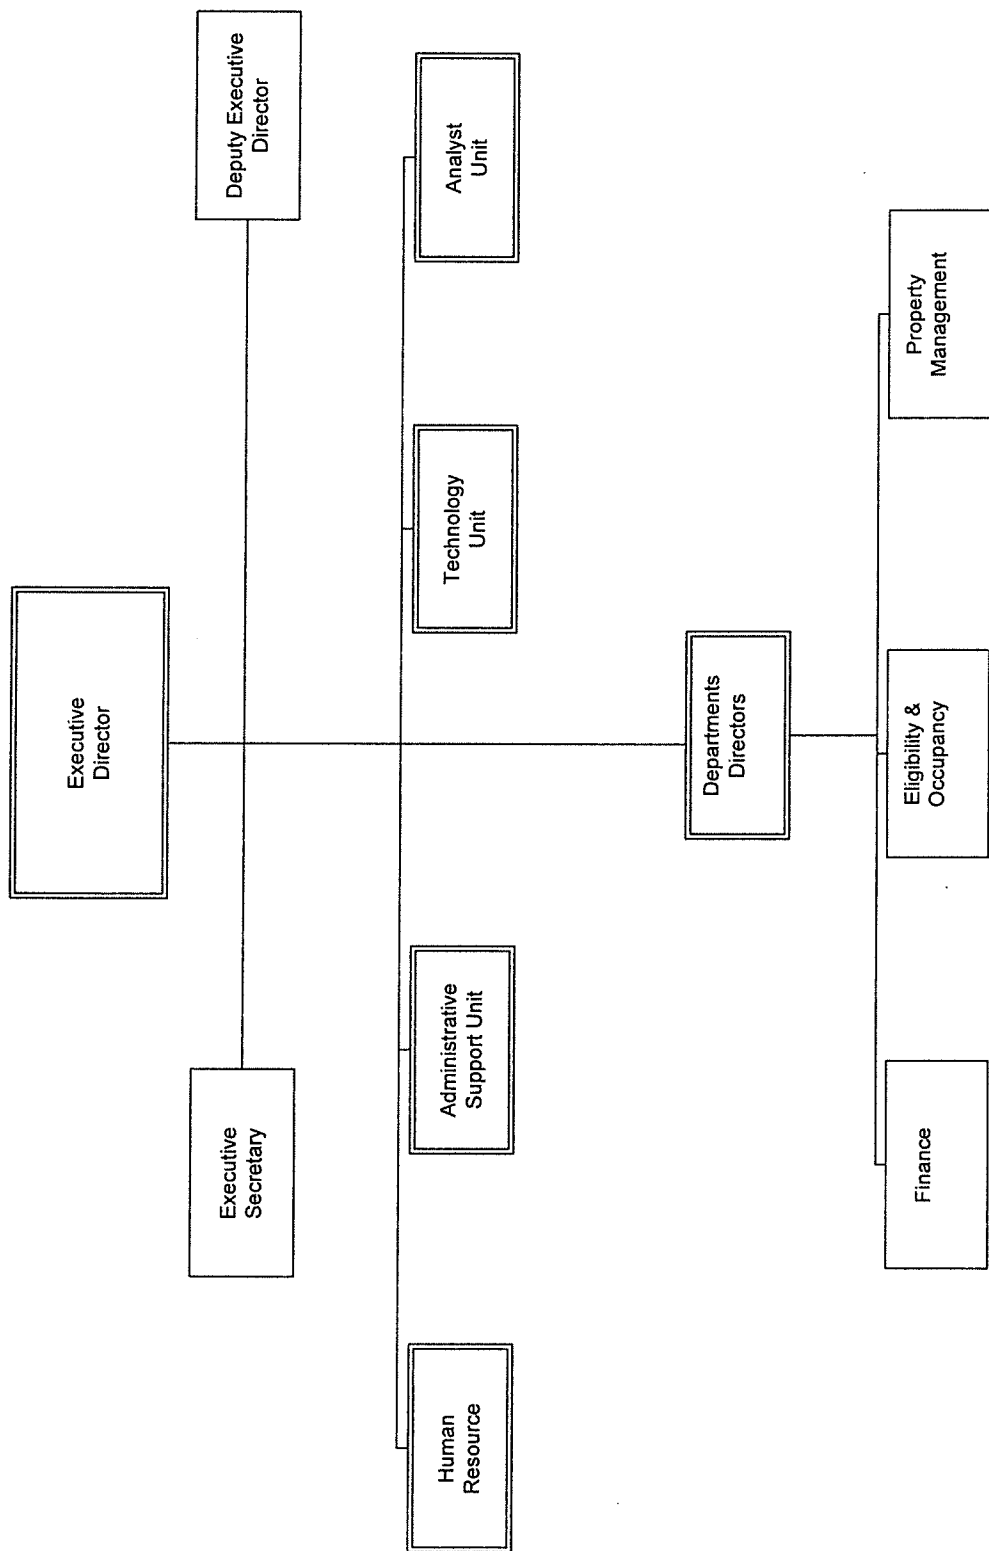 Executive
Director
Executive
Secretary
Deputy Executive
Director
Human
Resource
Administrative
Support Unit
Technology
Unit
Analyst
Unit
Departments
Directors
Finance
Eligibility &
Occupancy
Property
Management